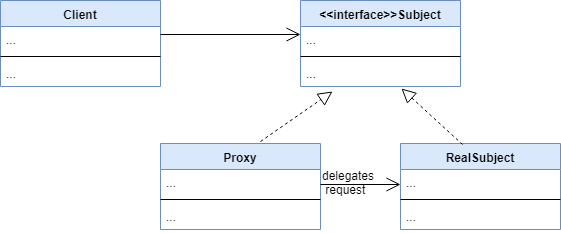 Client
...
...
<<interface>>Subject
...
...
Proxy
...
...
delegates
request
RealSubject
...
...